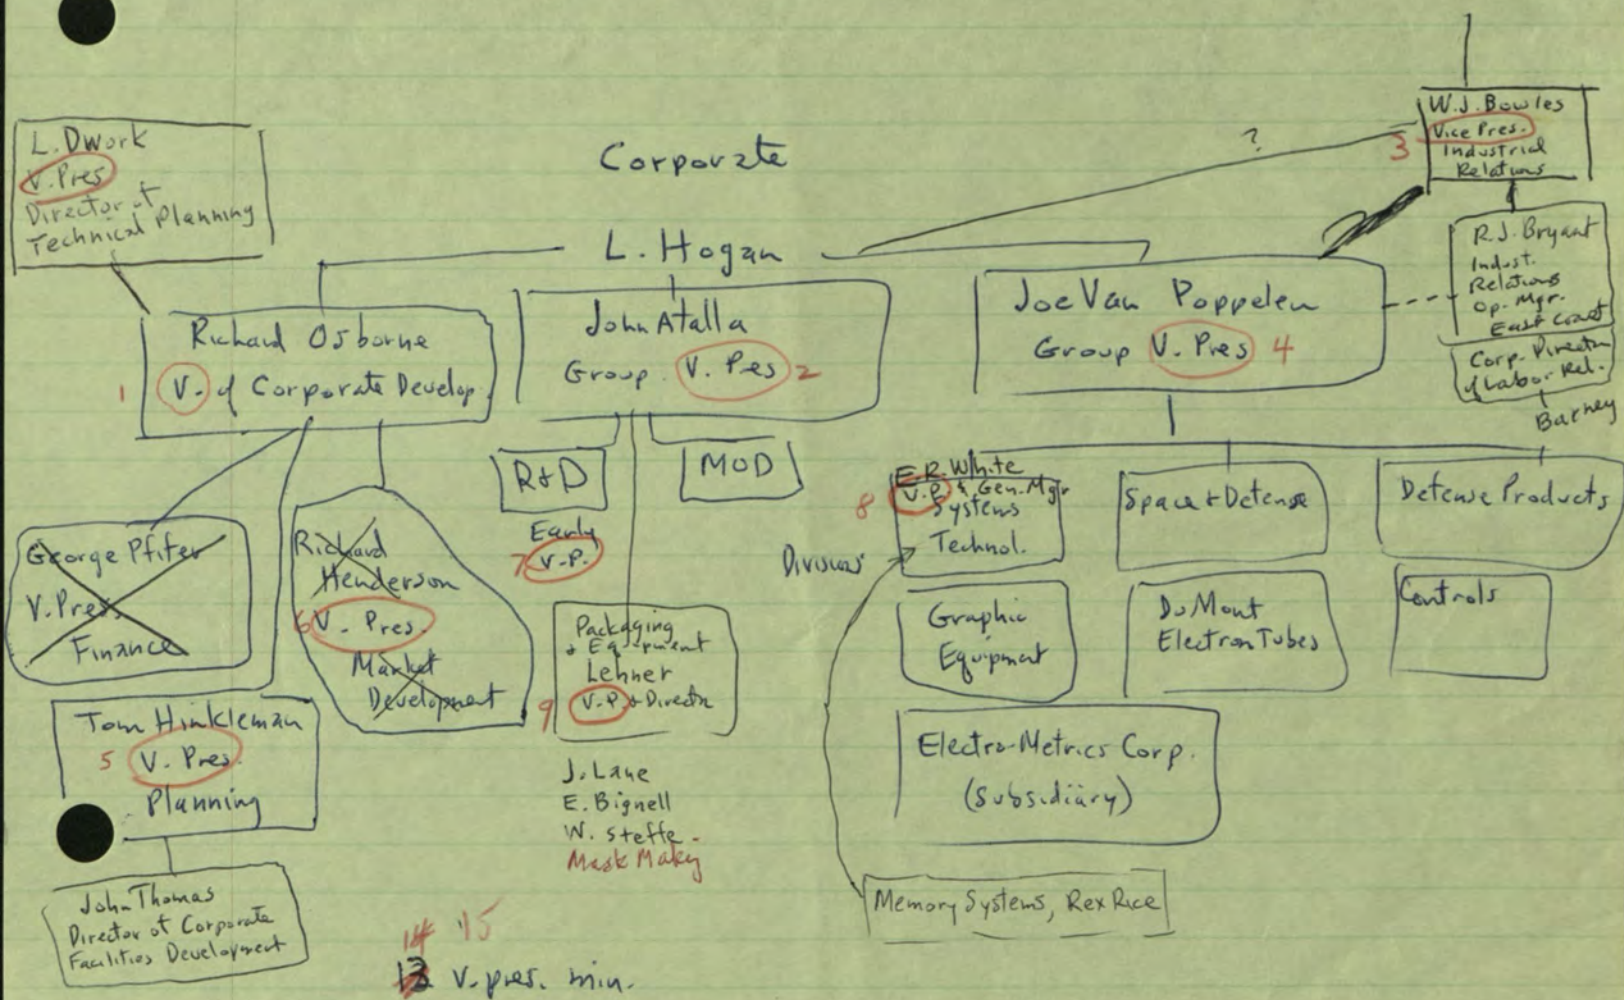 L. Dwork
V. Pres
Director of
Technical Planning
Corporate
L. Hogan
?
W.J. Bowles
3 Vice Pres.
Industrial
Relations
R.J. Bryant
Indust.
Relations
Op. Mgr.
East Coast
Corp. Director
of Labor Rel.
Barney
Richard Osborne
1 V. of Corporate Develop.
John Atalla
Group V. Pres 2
Joe Van Poppelen
Group V. Pres 4
George Pfifer
V. Pres
Finance
Richard
Henderson
6 V. Pres.
Market
Development
R+D
Early
7 V.P.
MOD
Packaging
+ Equipment
Lehner
9 V.P. + Director
J. Lane
E. Bignell
W. Steffe
Mask Makg
E.R. White
8 V.P. & Gen. Mgr
Systems
Technol.
Divisions
Space + Defense
Defense Products
Graphic
Equipment
DuMont
Electron Tubes
Controls
Electro-Metrics Corp.
(Subsidiary)
Memory Systems, Rex Rice
Tom Hinkleman
5 V. Pres.
Planning
John Thomas
Director of Corporate
Facilities Development
14 15
13 V. pres. min.